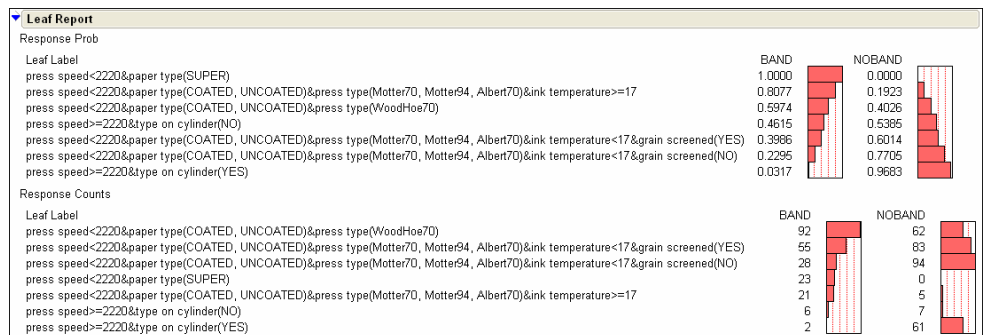 Leaf Report
Response Prob
Leaf Label BAND NOBAND
press speed<2220&paper type(SUPER) 1.0000 0.0000
press speed<2220&paper type(COATED, UNCOATED)&press type(Motter70, Motter94, Albert70)&ink temperature>=17 0.8077 0.1923
press speed<2220&paper type(COATED, UNCOATED)&press type(WoodHoe70) 0.5974 0.4026
press speed>=2220&type on cylinder(NO) 0.4615 0.5385
press speed<2220&paper type(COATED, UNCOATED)&press type(Motter70, Motter94, Albert70)&ink temperature<17&grain screened(YES) 0.3986 0.6014
press speed<2220&paper type(COATED, UNCOATED)&press type(Motter70, Motter94, Albert70)&ink temperature<17&grain screened(NO) 0.2295 0.7705
press speed>=2220&type on cylinder(YES) 0.0317 0.9683
Response Counts
Leaf Label BAND NOBAND
press speed<2220&paper type(COATED, UNCOATED)&press type(WoodHoe70) 92 62
press speed<2220&paper type(COATED, UNCOATED)&press type(Motter70, Motter94, Albert70)&ink temperature<17&grain screened(YES) 55 83
press speed<2220&paper type(COATED, UNCOATED)&press type(Motter70, Motter94, Albert70)&ink temperature<17&grain screened(NO) 28 94
press speed<2220&paper type(SUPER) 23 0
press speed<2220&paper type(COATED, UNCOATED)&press type(Motter70, Motter94, Albert70)&ink temperature>=17 21 5
press speed>=2220&type on cylinder(NO) 6 7
press speed>=2220&type on cylinder(YES) 2 61